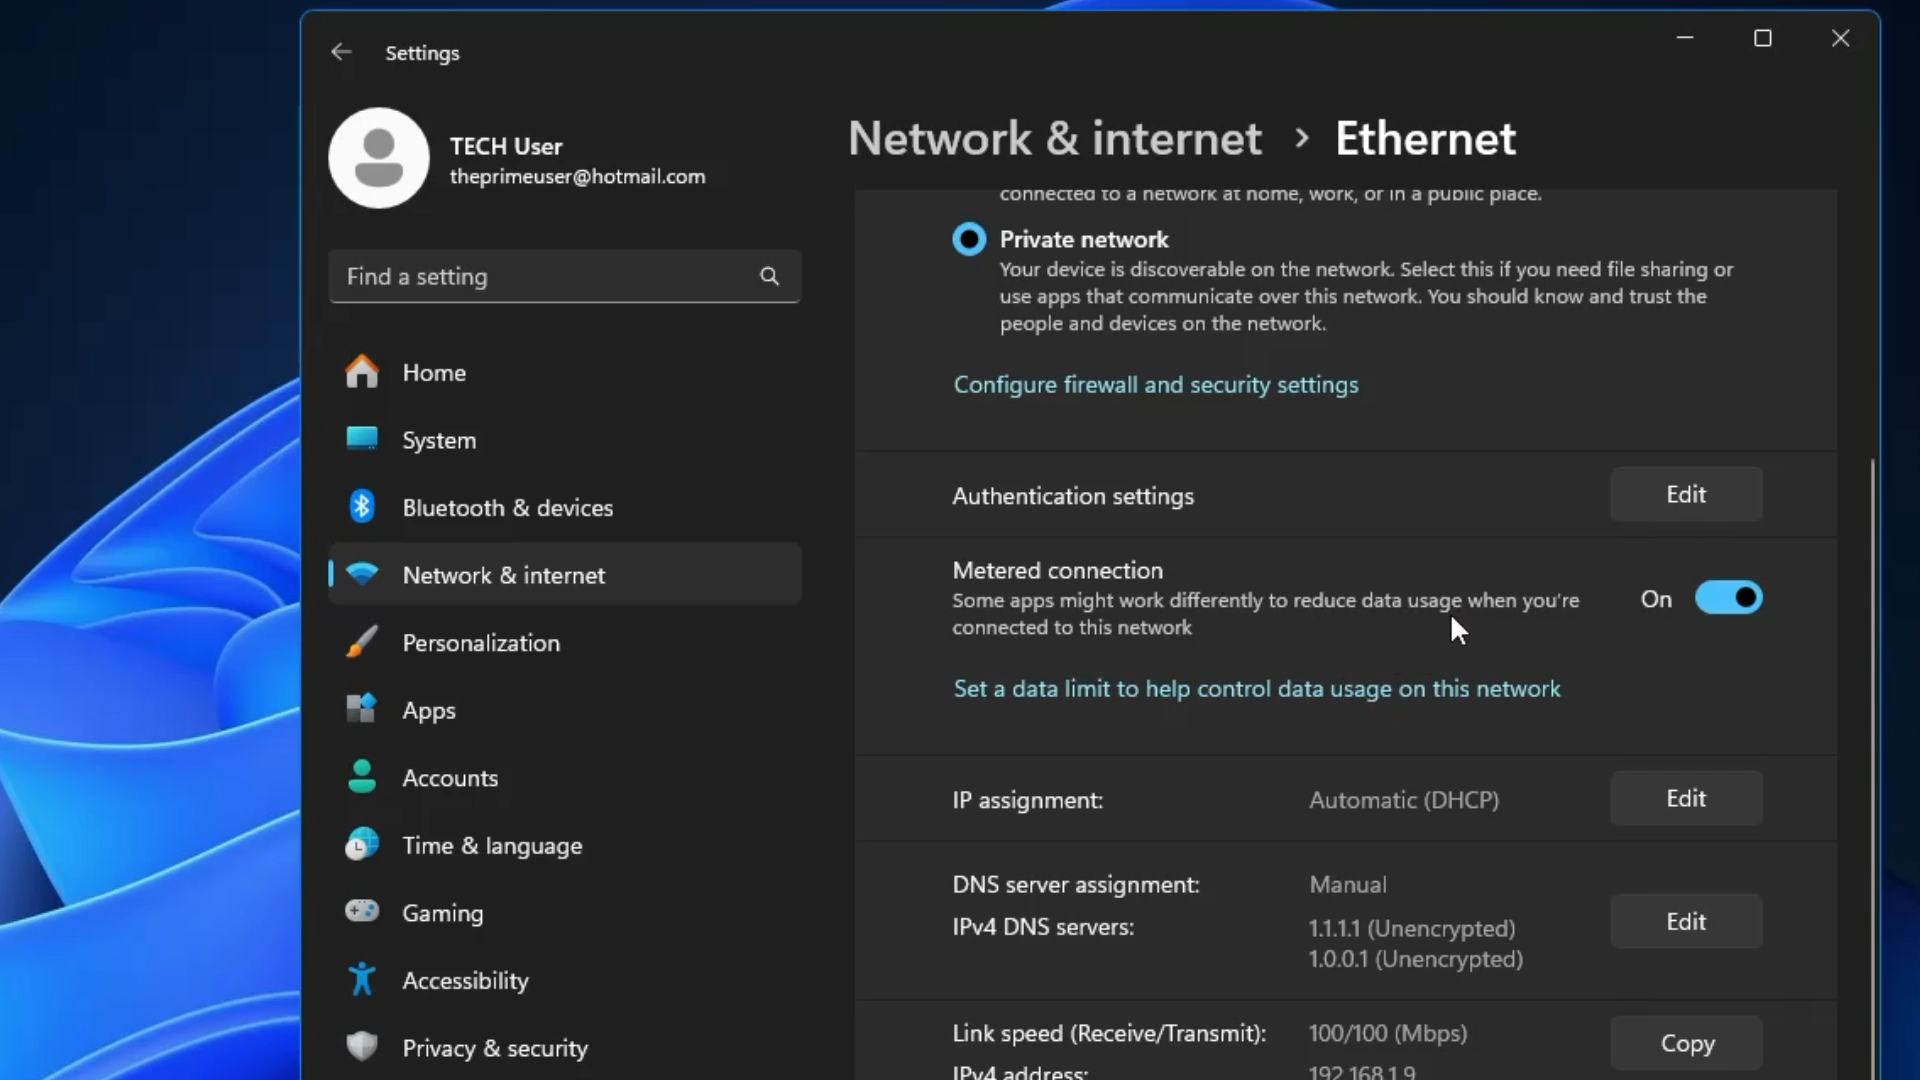 Settings
TECH User
theprimeuser@hotmail.com
Find a setting
Home
System
Bluetooth & devices
Network & internet
Personalization
Apps
Accounts
Time & language
Gaming
Accessibility
Privacy & security
Network & internet > Ethernet
connected to a network at home, work, or in a public place.
Private network
Your device is discoverable on the network. Select this if you need file sharing or
use apps that communicate over this network. You should know and trust the
people and devices on the network.
Configure firewall and security settings
Authentication settings Edit
Metered connection
Some apps might work differently to reduce data usage when you're
connected to this network
On
Set a data limit to help control data usage on this network
IP assignment: Automatic (DHCP) Edit
DNS server assignment: Manual
IPv4 DNS servers: 1.1.1.1 (Unencrypted)
1.0.0.1 (Unencrypted)
Edit
Link speed (Receive/Transmit): 100/100 (Mbps)
Copy
IPv4 address: 192.168.1.9